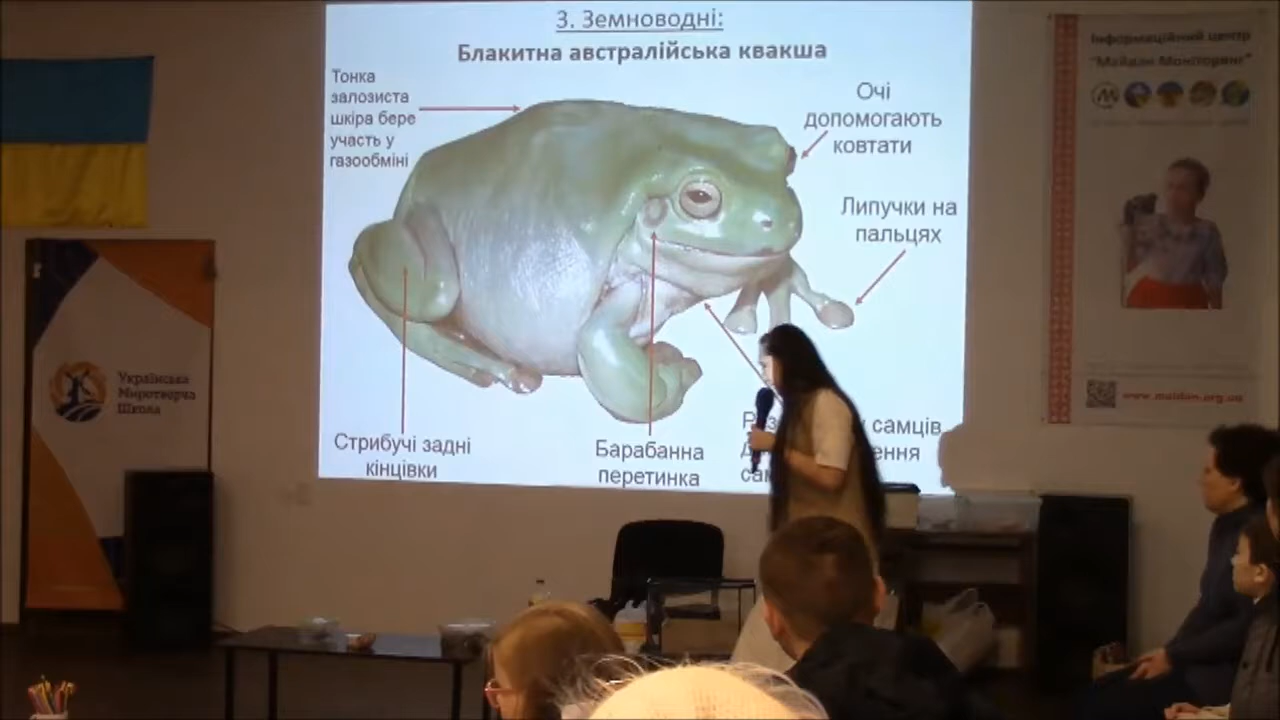 3. Земноводні:
Блакитна австралійська квакша
Тонка
залозиста
шкіра бере
участь у
газообміні
Очі
допомогають
ковтати
Липучки на
пальцях
Стрибучі задні
кінцівки
Барабанна
перетинка
самців
Інформаційний центр
"Майдан Моніторинг"
www.maidan.org.ua
Українська
Миротворча
Школа